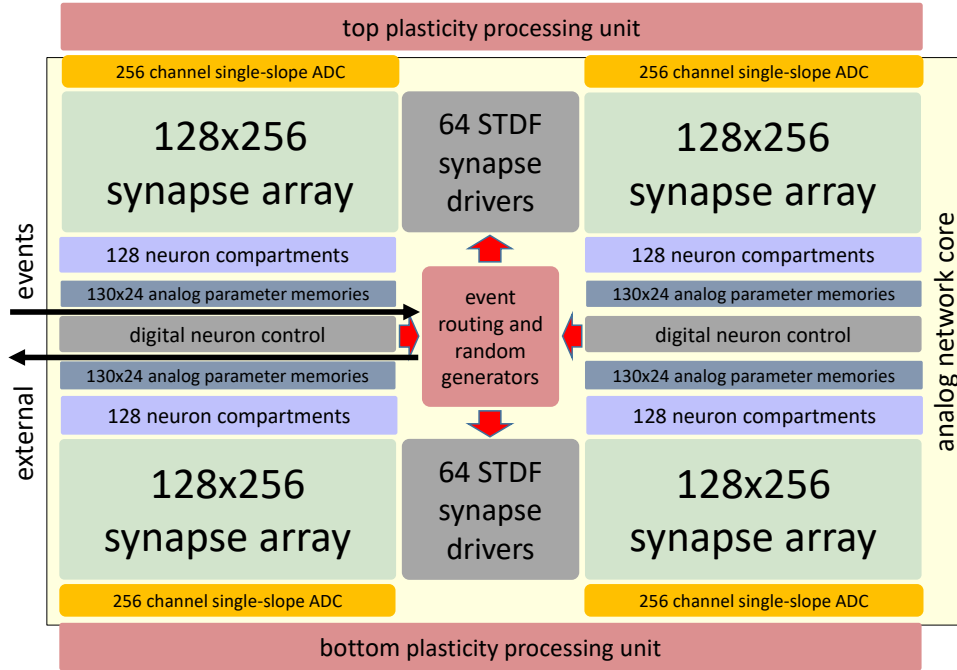 top plasticity processing unit
256 channel single-slope ADC
256 channel single-slope ADC
128x256
synapse array
64 STDF
synapse
drivers
128x256
synapse array
128 neuron compartments
128 neuron compartments
130x24 analog parameter memories
130x24 analog parameter memories
digital neuron control
event
routing and
random
generators
digital neuron control
130x24 analog parameter memories
130x24 analog parameter memories
128 neuron compartments
128 neuron compartments
external
events
analog network core
128x256
synapse array
64 STDF
synapse
drivers
128x256
synapse array
256 channel single-slope ADC
256 channel single-slope ADC
bottom plasticity processing unit